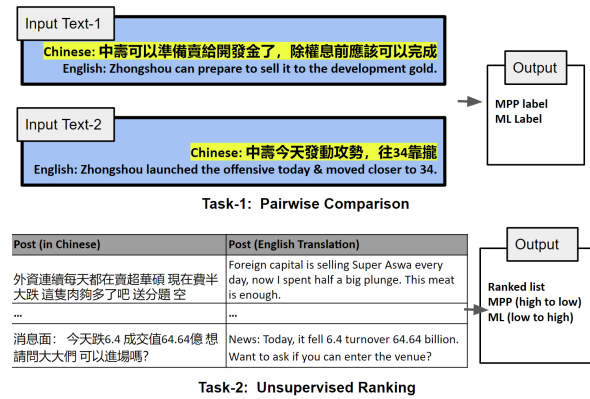 Input Text-1
Chinese: 中壽可以準備賣給開發金了，除權息前應該可以完成
English: Zhongshou can prepare to sell it to the development gold.
Input Text-2
Chinese: 中壽今天發動攻勢，往34靠攏
English: Zhongshou launched the offensive today & moved closer to 34.
Output
MPP label
ML Label
Task-1: Pairwise Comparison
Post (in Chinese)
Post (English Translation)
外資連續每天都在賣超華碩 現在費半
大跌 這隻肉夠多了吧 送分題 空
Foreign capital is selling Super Aswa every
day, now I spent half a big plunge. This meat
is enough.
...
...
消息面： 今天跌6.4 成交值64.64億 想
請問大大們 可以進場嗎?
News: Today, it fell 6.4 turnover 64.64 billion.
Want to ask if you can enter the venue?
Output
Ranked list
MPP (high to low)
ML (low to high)
Task-2: Unsupervised Ranking